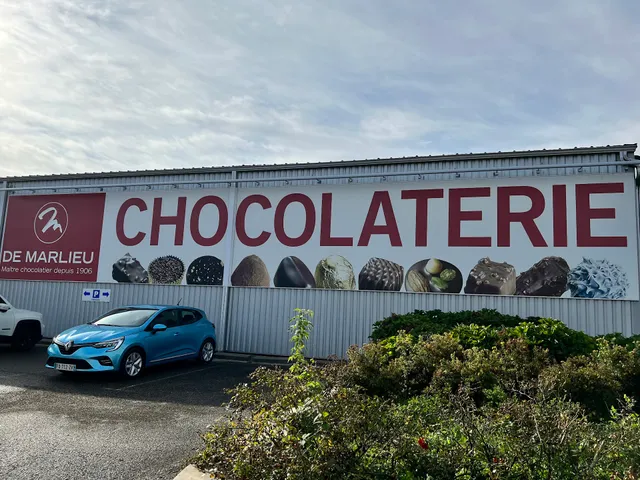 CHOCOLATERIE
DE MARLIEU
Maître chocolatier depuis 1906
P